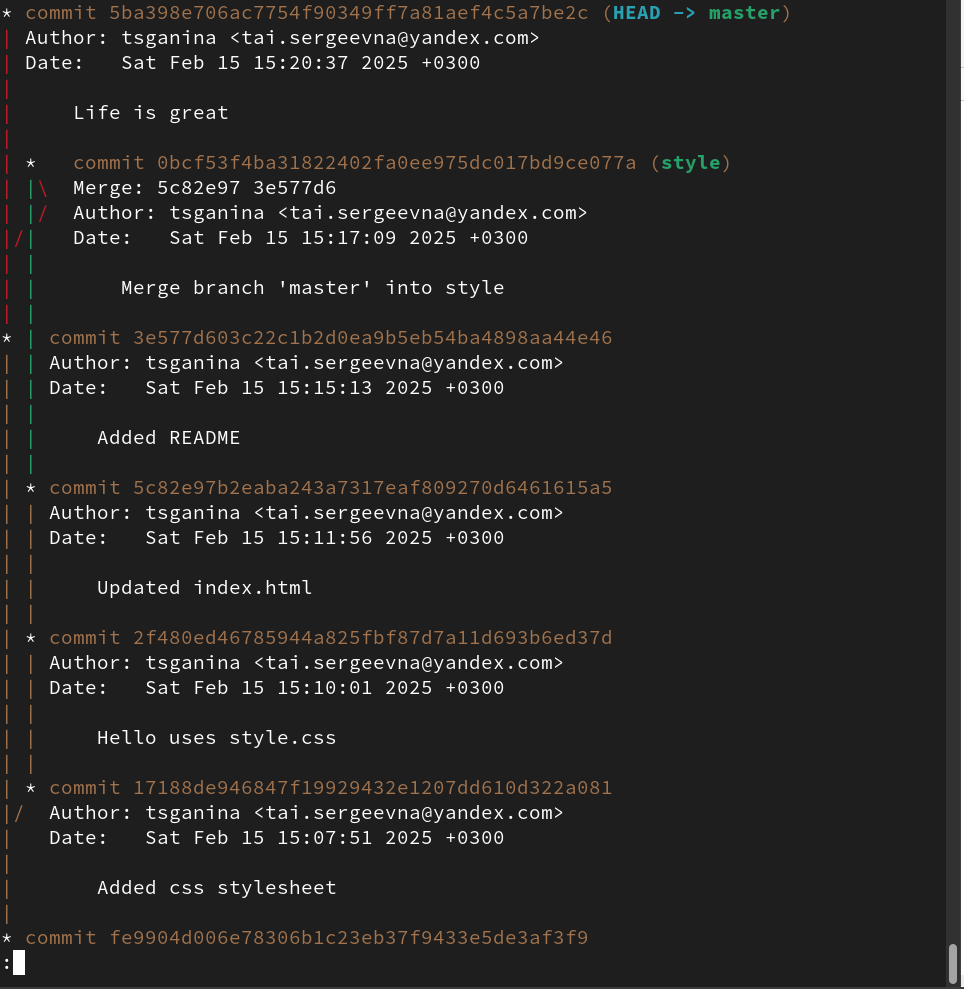 * commit 5ba398e706ac7754f90349ff7a81aef4c5a7be2c (HEAD -> master)
| Author: tsganina <tai.sergeevna@yandex.com>
| Date:   Sat Feb 15 15:20:37 2025 +0300
|
|     Life is great
|
| *   commit 0bcf53f4ba31822402fa0ee975dc017bd9ce077a (style)
| |\  Merge: 5c82e97 3e577d6
| |/  Author: tsganina <tai.sergeevna@yandex.com>
|/|   Date:   Sat Feb 15 15:17:09 2025 +0300
| |
| |       Merge branch 'master' into style
| |
* | commit 3e577d603c22c1b2d0ea9b5eb54ba4898aa44e46
| | Author: tsganina <tai.sergeevna@yandex.com>
| | Date:   Sat Feb 15 15:15:13 2025 +0300
| |
| |     Added README
| |
| * commit 5c82e97b2eaba243a7317eaf809270d6461615a5
| | Author: tsganina <tai.sergeevna@yandex.com>
| | Date:   Sat Feb 15 15:11:56 2025 +0300
| |
| |     Updated index.html
| |
| * commit 2f480ed46785944a825fbf87d7a11d693b6ed37d
| | Author: tsganina <tai.sergeevna@yandex.com>
| | Date:   Sat Feb 15 15:10:01 2025 +0300
| |
| |     Hello uses style.css
| |
| * commit 17188de946847f19929432e1207dd610d322a081
|/  Author: tsganina <tai.sergeevna@yandex.com>
|   Date:   Sat Feb 15 15:07:51 2025 +0300
|
|       Added css stylesheet
|
* commit fe9904d006e78306b1c23eb37f9433e5de3af3f9
: